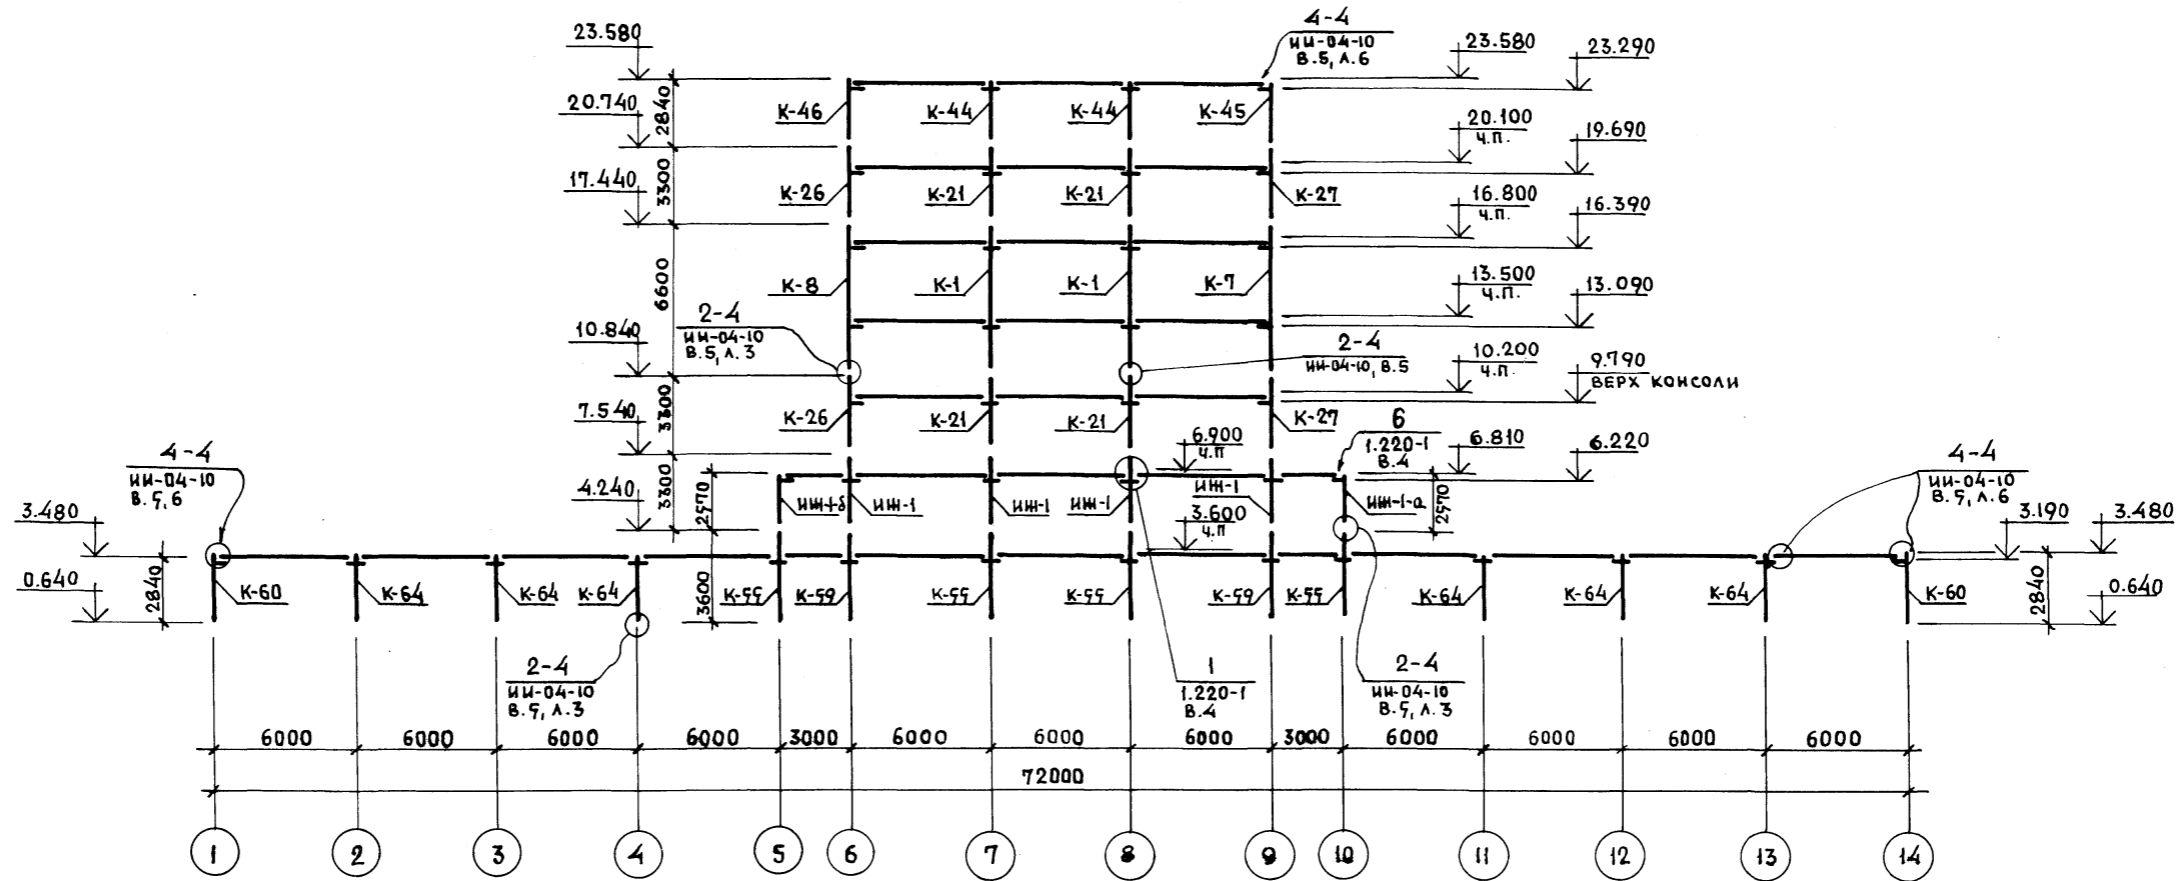 4-4
ИИ-04-10
В.5, Л.6
23.580
23.580
23.290
2840
20.740
К-46
К-44
К-44
К-45
20.100
ч.п.
19.690
3300
17.440
К-26
К-21
К-21
К-27
16.800
ч.п.
16.390
6600
К-8
К-1
К-1
К-7
13.500
ч.п.
13.090
2-4
ИИ-04-10
В.5, Л.3
10.840
2-4
ИИ-04-10, В.5
10.200
ч.п.
9.790
ВЕРХ КОНСОЛИ
3300
7.540
К-26
К-21
К-21
К-27
6
1.220-1
В.4
6.900
ч.п
6.810
6.220
4-4
ИИ-04-10
В.5, 6
4-4
ИИ-04-10
В.5, Л.6
3300
2570
4.240
ИЖ-1-б
ИЖ-1
ИЖ-1
ИЖ-1
ИЖ-1
ИЖ-1-а
2570
3.600
ч.п
3.480
3.190
3.480
0.640
2840
К-60
К-64
К-64
К-64
3600
К-55
К-59
К-55
К-55
К-59
К-55
К-64
К-64
К-64
К-60
2840
0.640
2-4
ИИ-04-10
В.5, Л.3
1
1.220-1
В.4
2-4
ИИ-04-10
В.5, Л.3
6000 6000 6000 6000 3000 6000 6000 6000 3000 6000 6000 6000 6000
72000
1 2 3 4 5 6 7 8 9 10 11 12 13 14